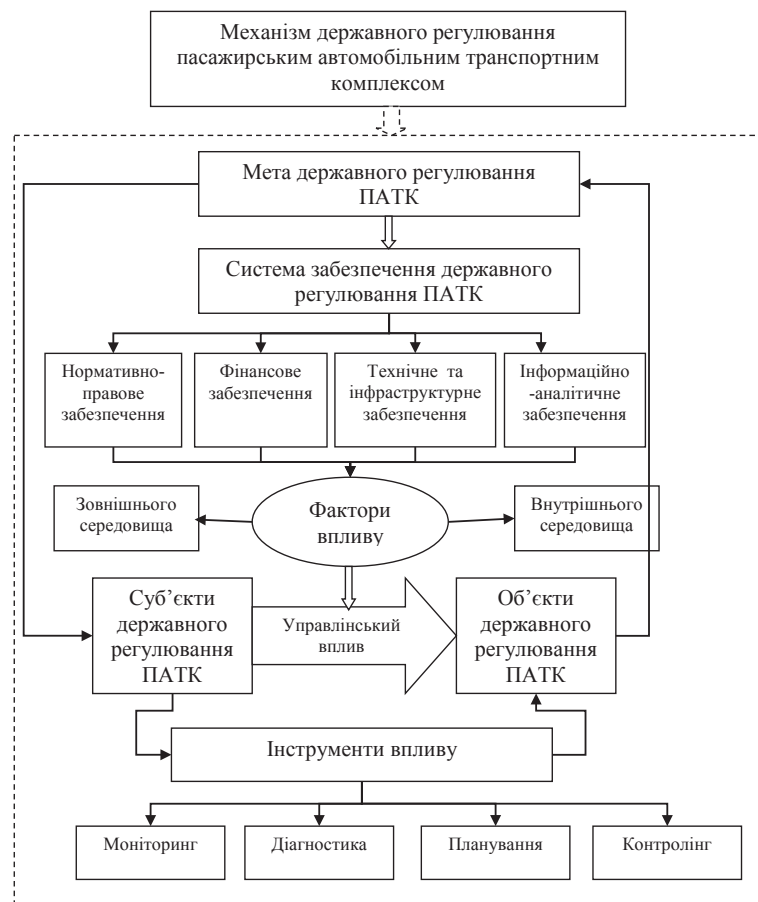 Механізм державного регулювання
пасажирським автомобільним транспортним
комплексом
Мета державного регулювання
ПАТК
Система забезпечення державного
регулювання ПАТК
Нормативно-
правове
забезпечення
Фінансове
забезпечення
Технічне та
інфраструктурне
забезпечення
Інформаційно
-аналітичне
забезпечення
Зовнішнього
середовища
Фактори
впливу
Внутрішнього
середовища
Суб’єкти
державного
регулювання
ПАТК
Управлінський
вплив
Об’єкти
державного
регулювання
ПАТК
Інструменти впливу
Моніторинг
Діагностика
Планування
Контролінг